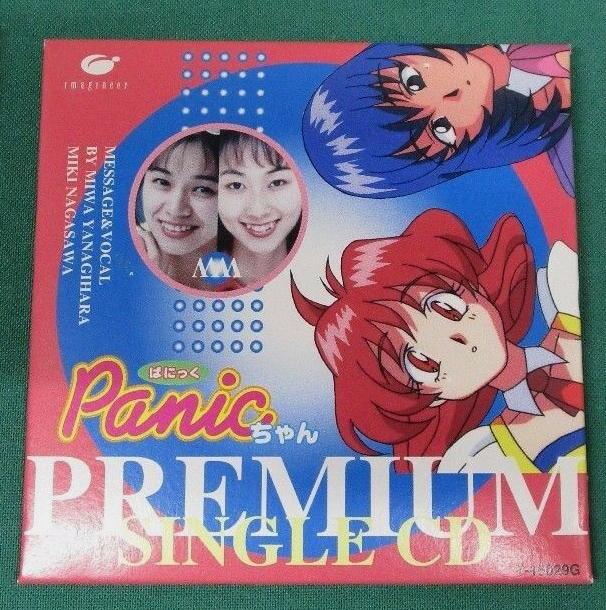 Imagineer
MESSAGE&VOCAL
BY MIWA YANAGIHARA
MIKI NAGASAWA
ぱにっく
Panic
ちゃん
PREMIUM
SINGLE CD
T-15029G